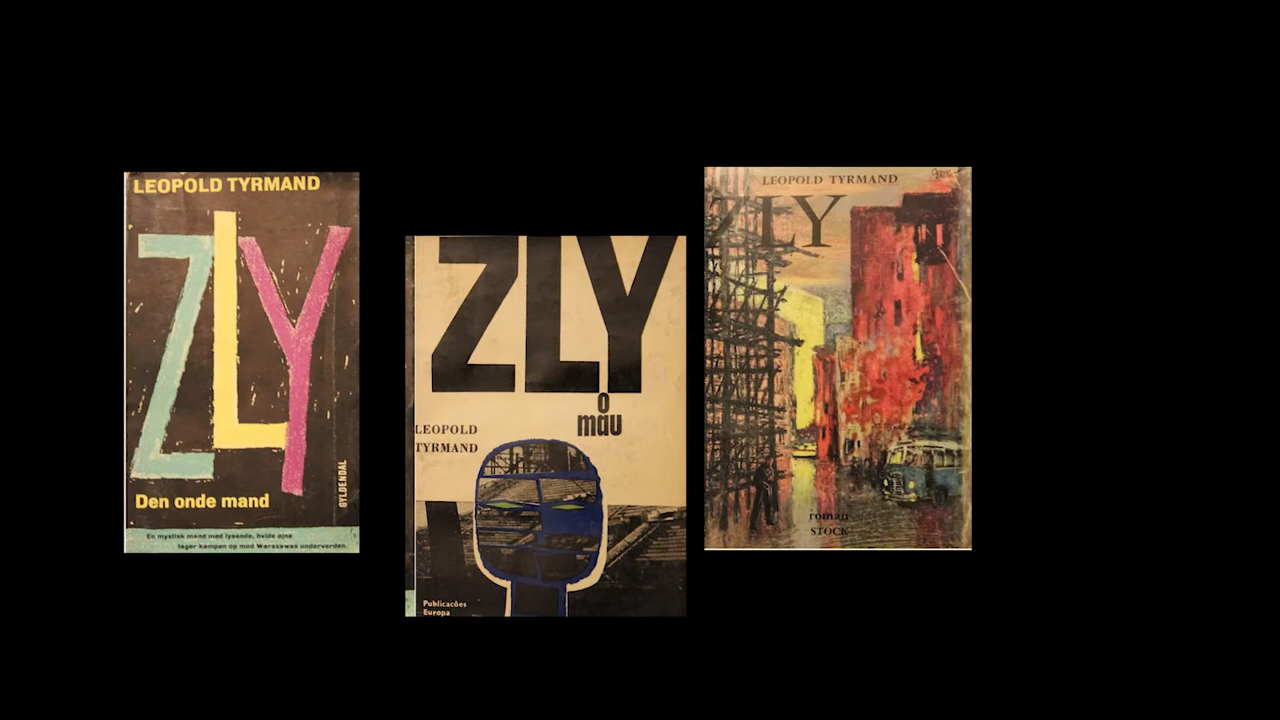 LEOPOLD TYRMAND
ZLY
Den onde mand
GYLDENDAL
En mystisk mand med lysende, hvide øjne
tager kampen op mod Warszawas underverden.
ZLY
o
mau
LEOPOLD
TYRMAND
Publicacões
Europa
LEOPOLD TYRMAND
ZLY
roman
STOCK